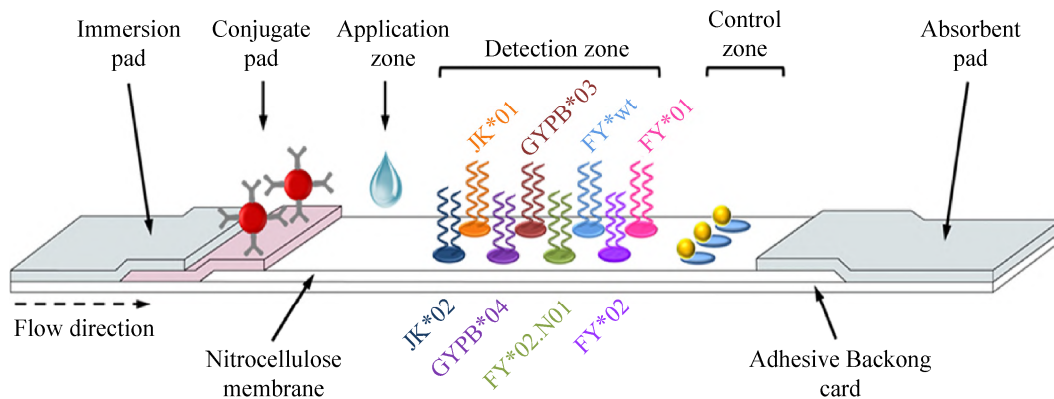 Immersion
pad
Conjugate
pad
Application
zone
Detection zone
Control
zone
Absorbent
pad
JK*01
GYPB*03
FY*wt
FY*01
Flow direction
JK*02
GYPB*04
FY*02.N01
FY*02
Nitrocellulose
membrane
Adhesive Backong
card